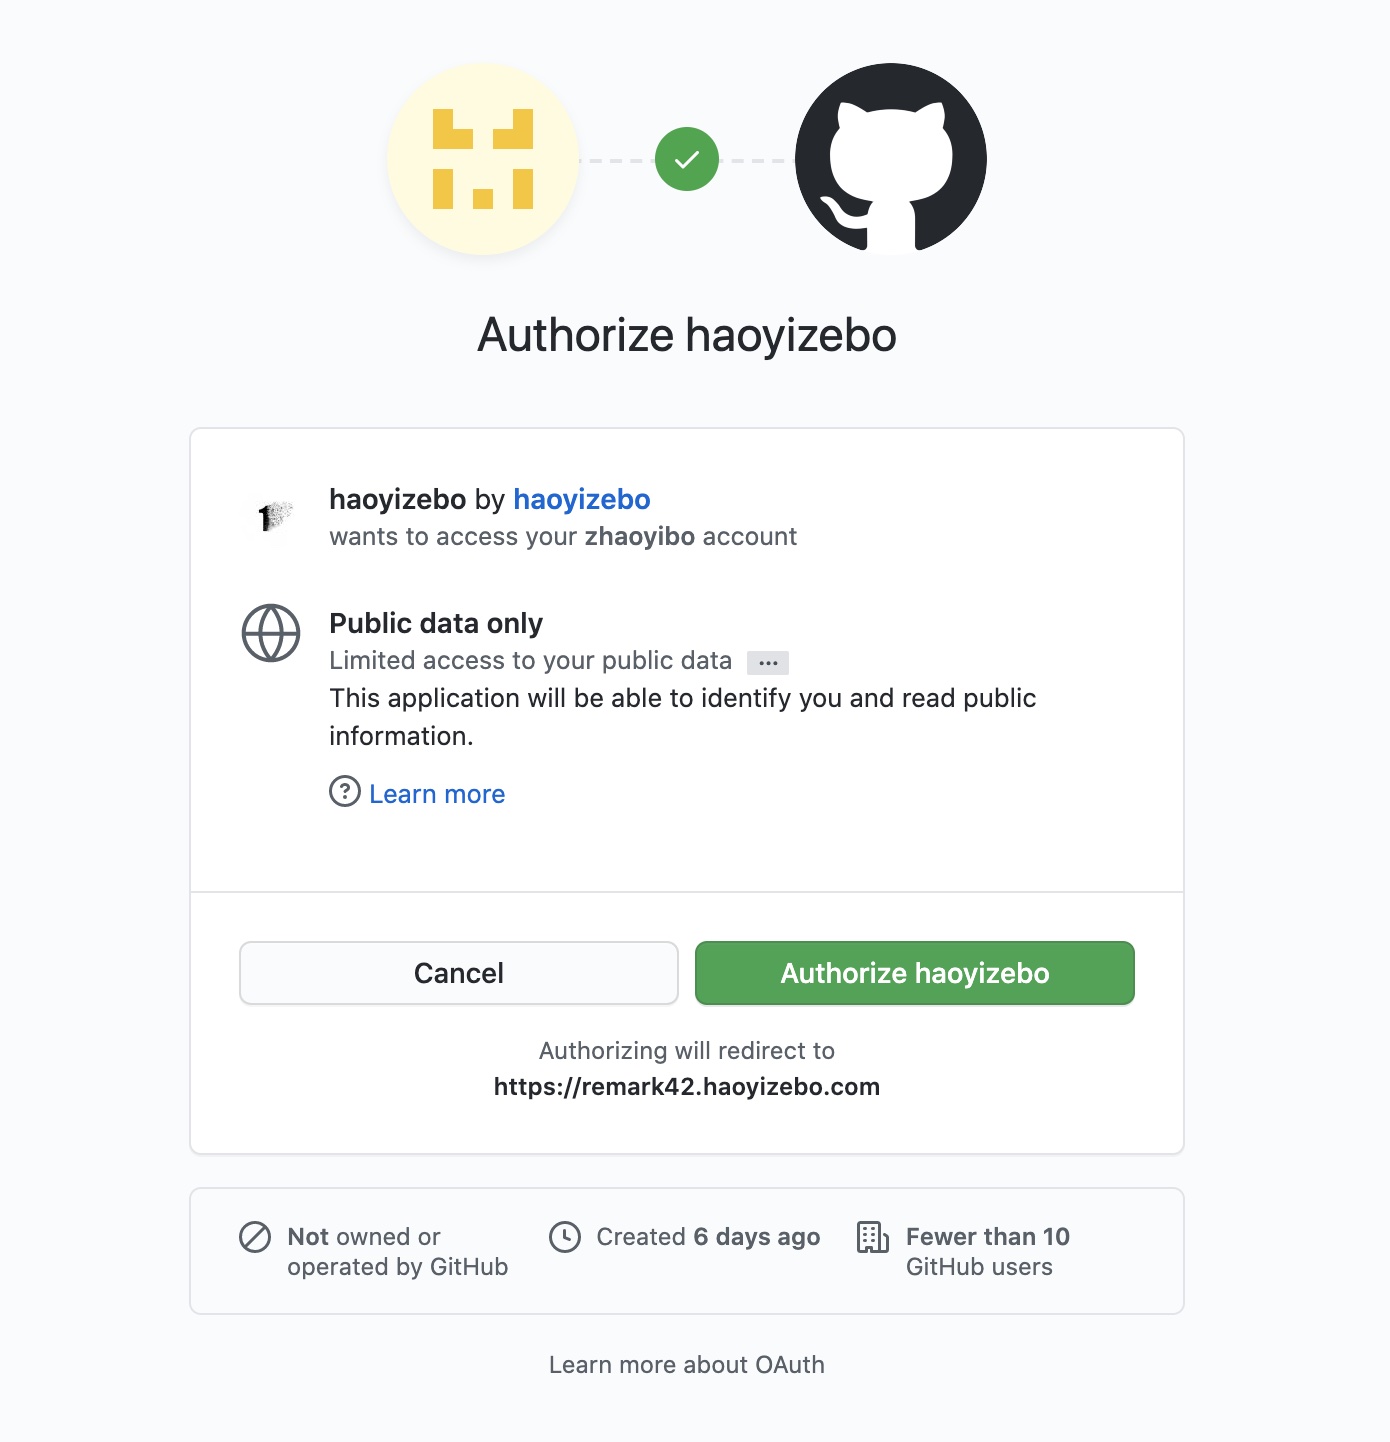 Authorize haoyizebo
haoyizebo by haoyizebo
wants to access your zhaoyibo account
Public data only
Limited access to your public data ...
This application will be able to identify you and read public
information.
Learn more
Cancel
Authorize haoyizebo
Authorizing will redirect to
https://remark42.haoyizebo.com
Not owned or
operated by GitHub
Created 6 days ago
Fewer than 10
GitHub users
Learn more about OAuth